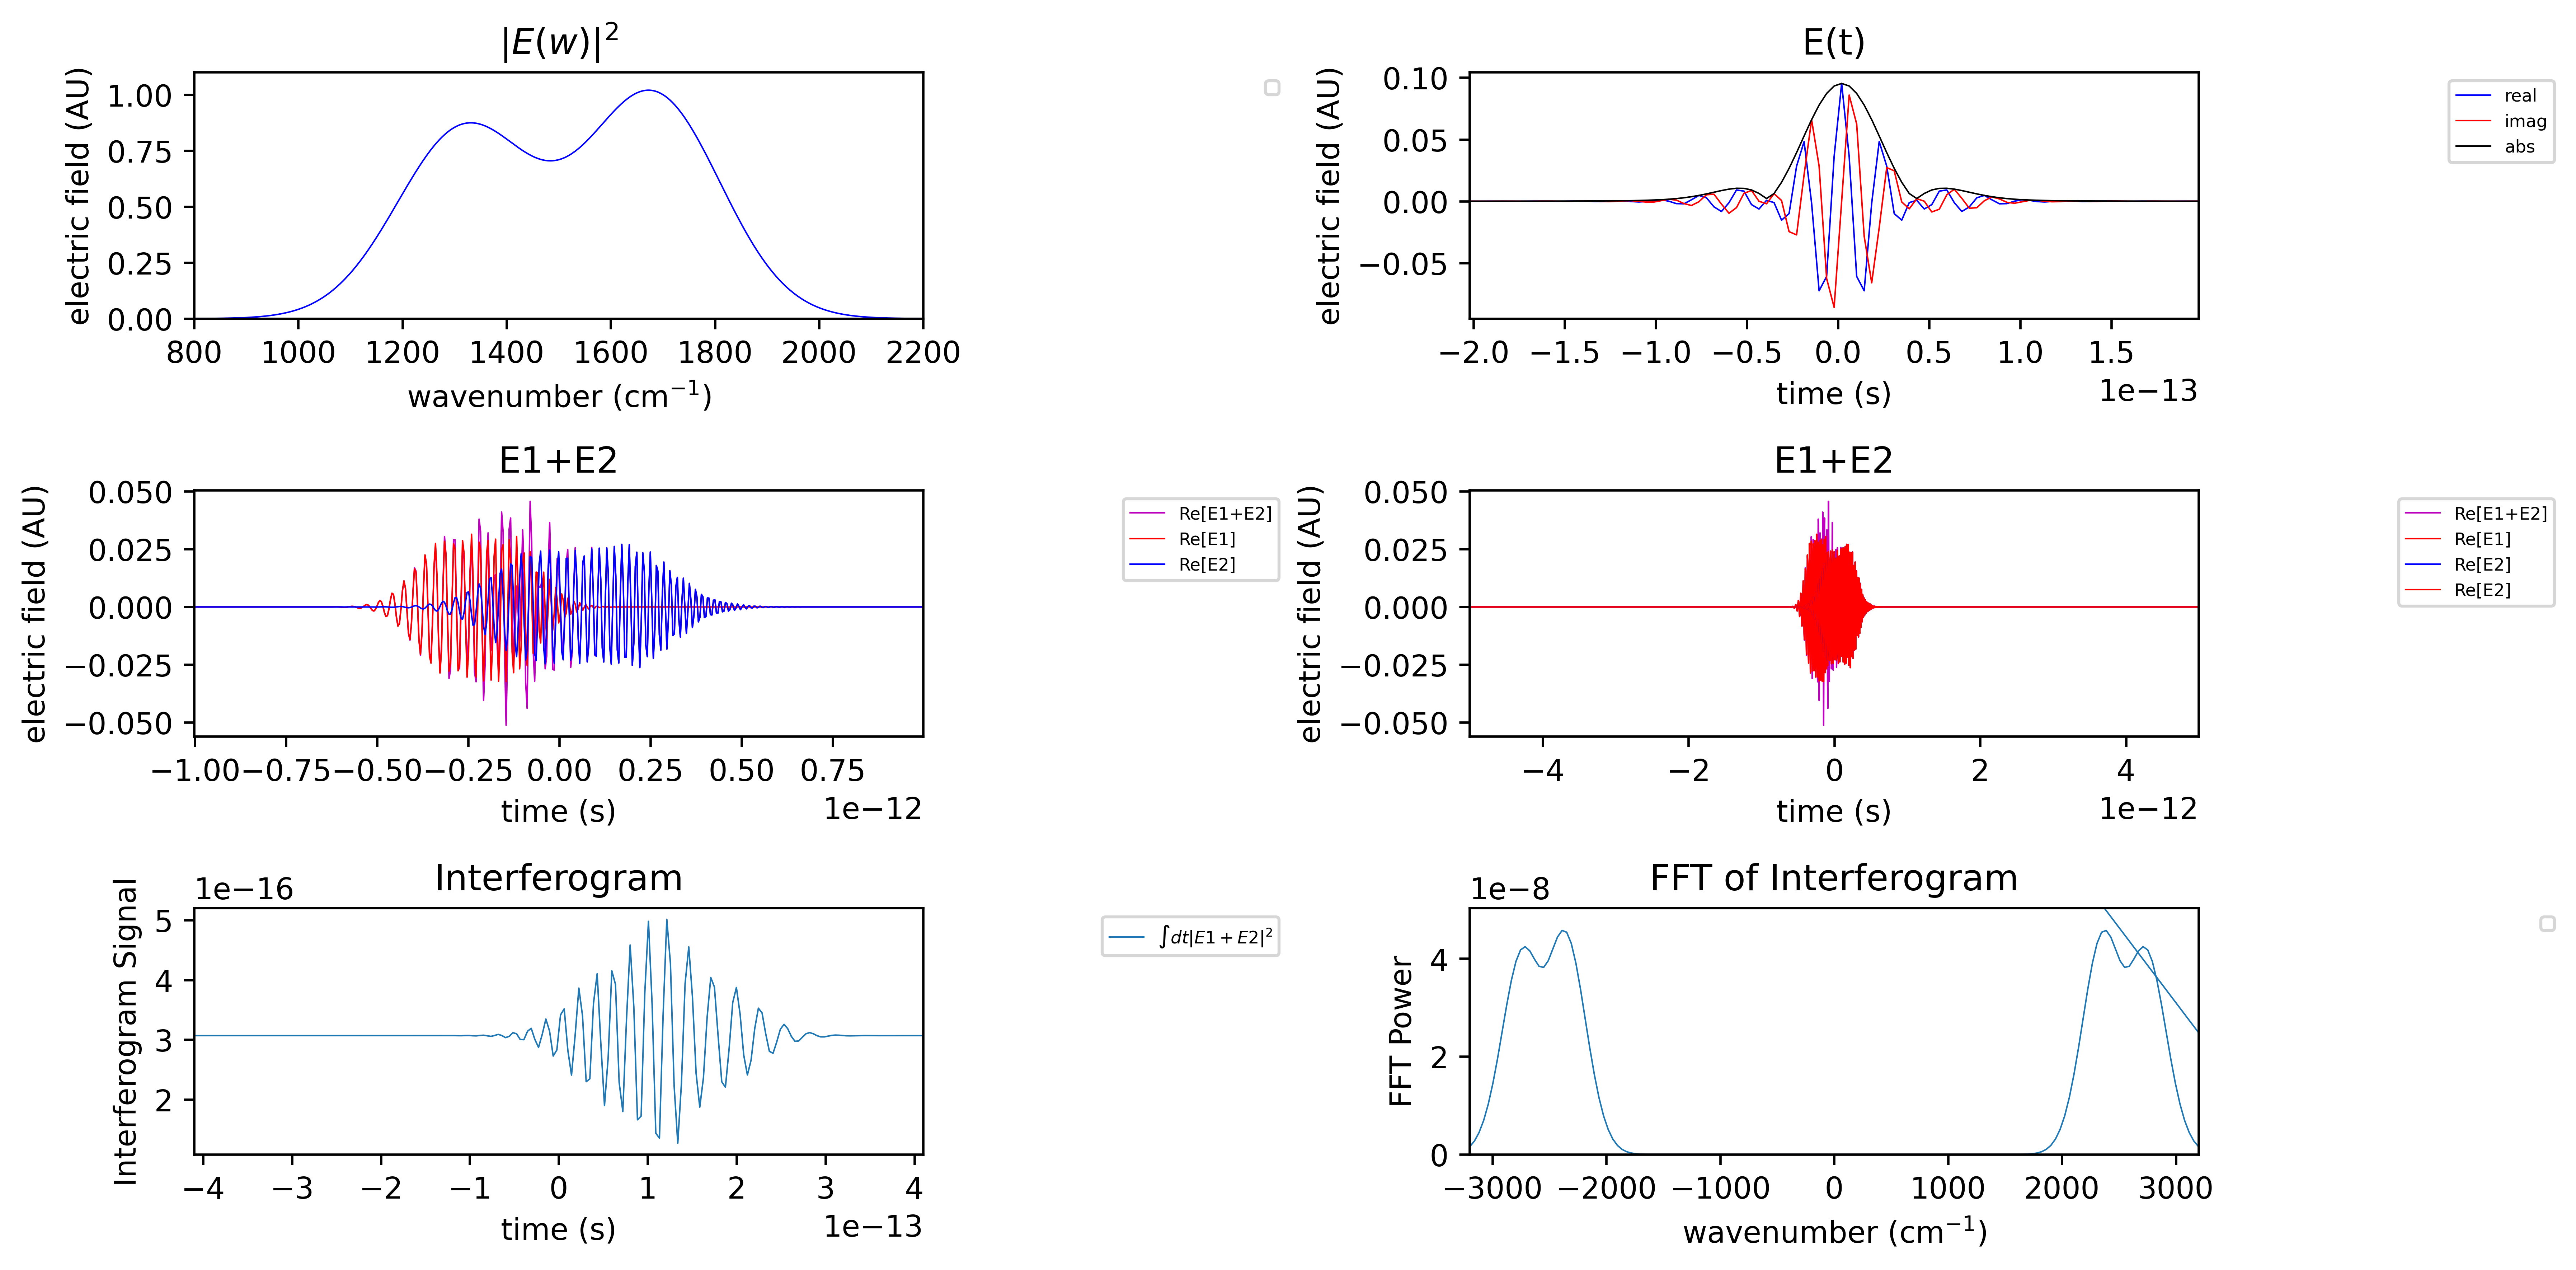 |E(w)|²
electric field (AU)
1.00
0.75
0.50
0.25
0.00
800 1000 1200 1400 1600 1800 2000 2200
wavenumber (cm⁻¹)
E(t)
electric field (AU)
0.10
0.05
0.00
−0.05
−2.0 −1.5 −1.0 −0.5 0.0 0.5 1.0 1.5
1e−13
time (s)
real
imag
abs
E1+E2
electric field (AU)
0.050
0.025
0.000
−0.025
−0.050
−1.00 −0.75 −0.50 −0.25 0.00 0.25 0.50 0.75
1e−12
time (s)
Re[E1+E2]
Re[E1]
Re[E2]
E1+E2
electric field (AU)
0.050
0.025
0.000
−0.025
−0.050
−4 −2 0 2 4
1e−12
time (s)
Re[E1+E2]
Re[E1]
Re[E2]
Re[E2]
Interferogram
1e−16
Interferogram Signal
5
4
3
2
−4 −3 −2 −1 0 1 2 3 4
1e−13
time (s)
∫dt|E1+E2|²
FFT of Interferogram
1e−8
FFT Power
4
2
0
−3000 −2000 −1000 0 1000 2000 3000
wavenumber (cm⁻¹)